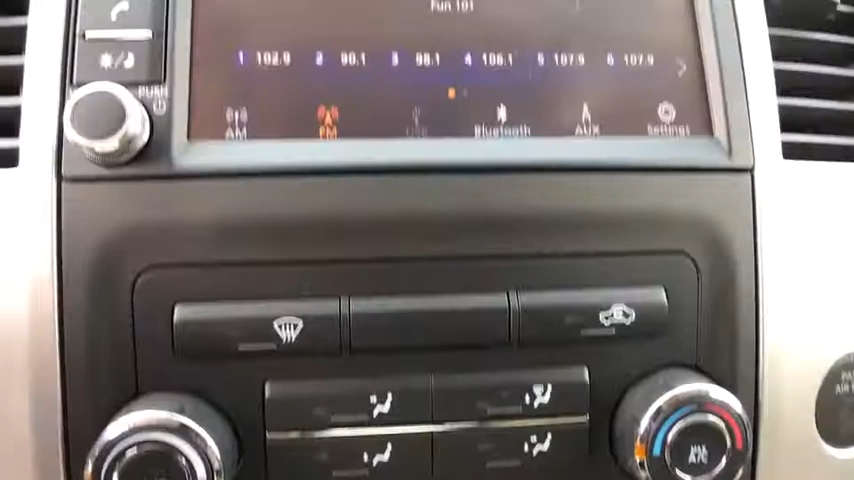 Fun 101
PUSH
1 102.9 2 90.1 3 98.1 4 106.1 5 107.9 6 107.9
AM FM USB Bluetooth AUX Settings
A/C